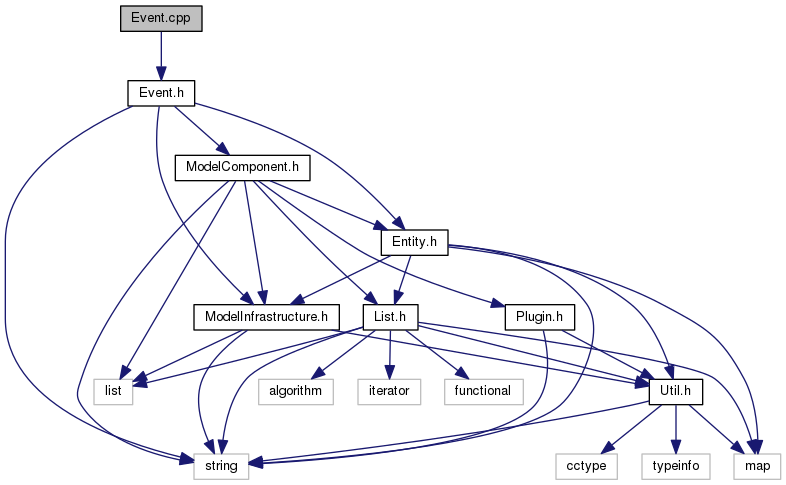 Event.cpp
Event.h
ModelComponent.h
Entity.h
ModelInfrastructure.h
List.h
Plugin.h
list
algorithm
iterator
functional
Util.h
string
cctype
typeinfo
map